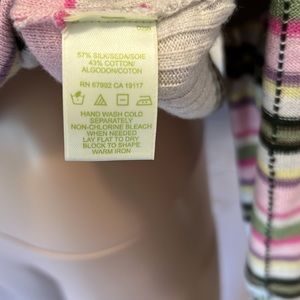 57% SILK/SEDA/SOIE
43% COTTON/
ALGODON/COTON
RN 67992 CA 19117
HAND WASH COLD
SEPARATELY
NON-CHLORINE BLEACH
WHEN NEEDED
LAY FLAT TO DRY
BLOCK TO SHAPE
WARM IRON